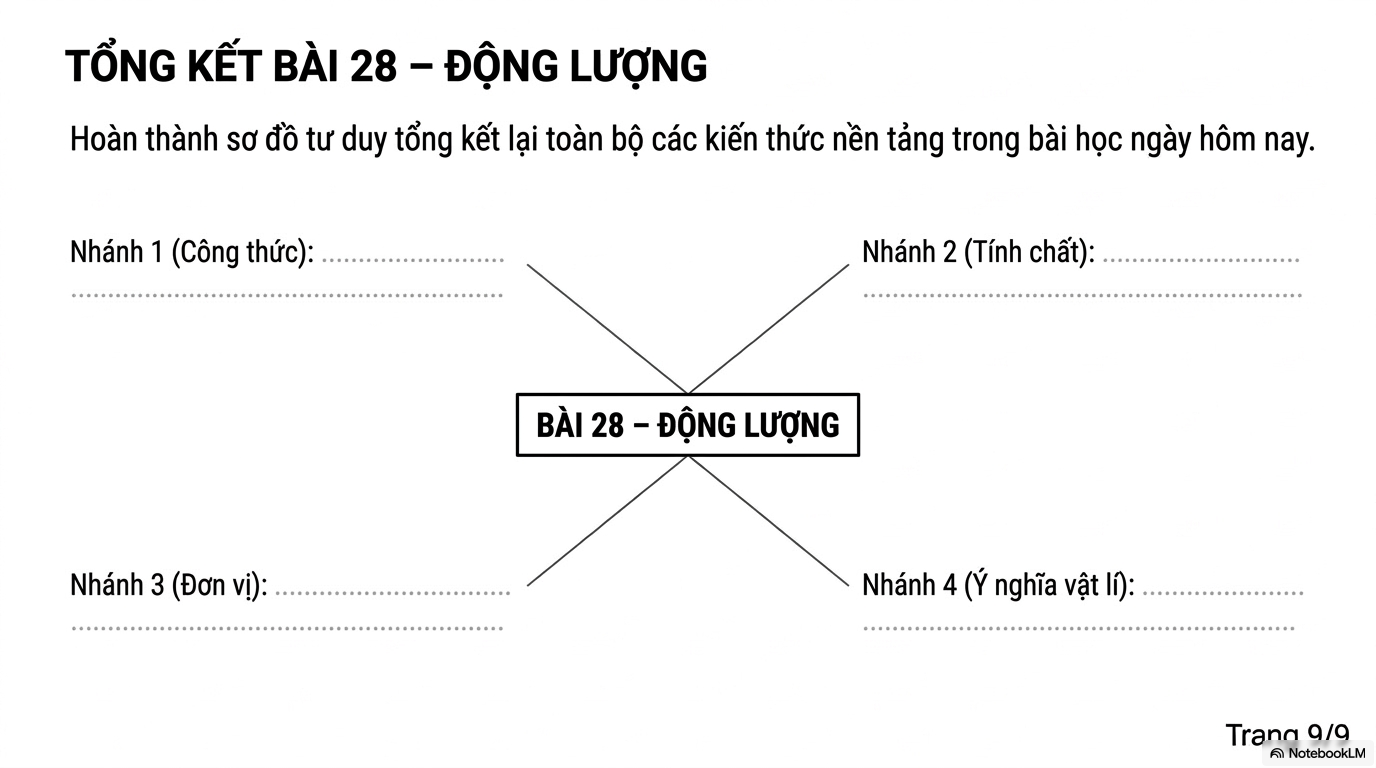 TỔNG KẾT BÀI 28 – ĐỘNG LƯỢNG
Hoàn thành sơ đồ tư duy tổng kết lại toàn bộ các kiến thức nền tảng trong bài học ngày hôm nay.
Nhánh 1 (Công thức): ........................
................................................
Nhánh 2 (Tính chất): ........................
................................................
BÀI 28 – ĐỘNG LƯỢNG
Nhánh 3 (Đơn vị): ........................
................................................
Nhánh 4 (Ý nghĩa vật lí): ........................
................................................
Trang 9/9
NotebookLM